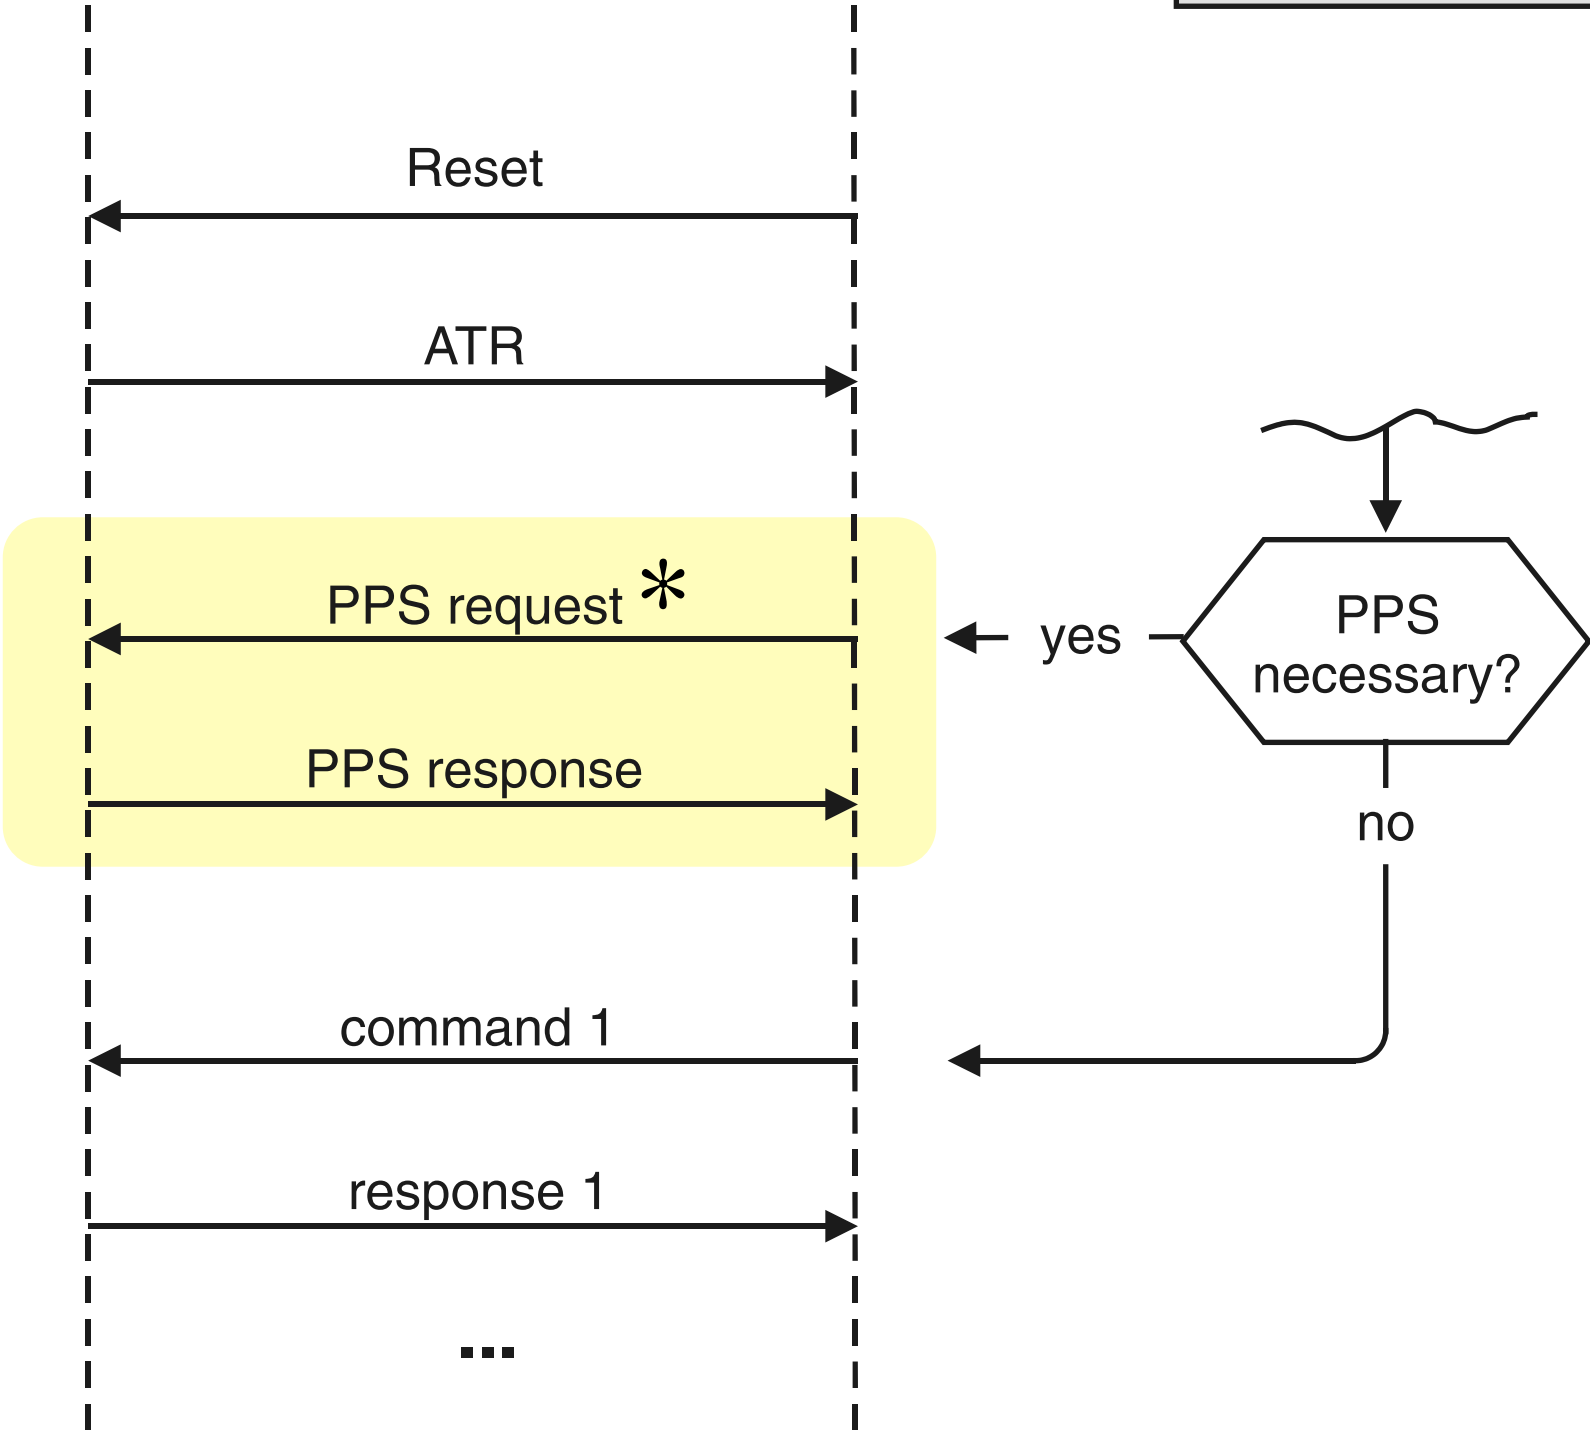 Reset
ATR
PPS request *
yes
PPS
necessary?
PPS response
no
command 1
response 1
...